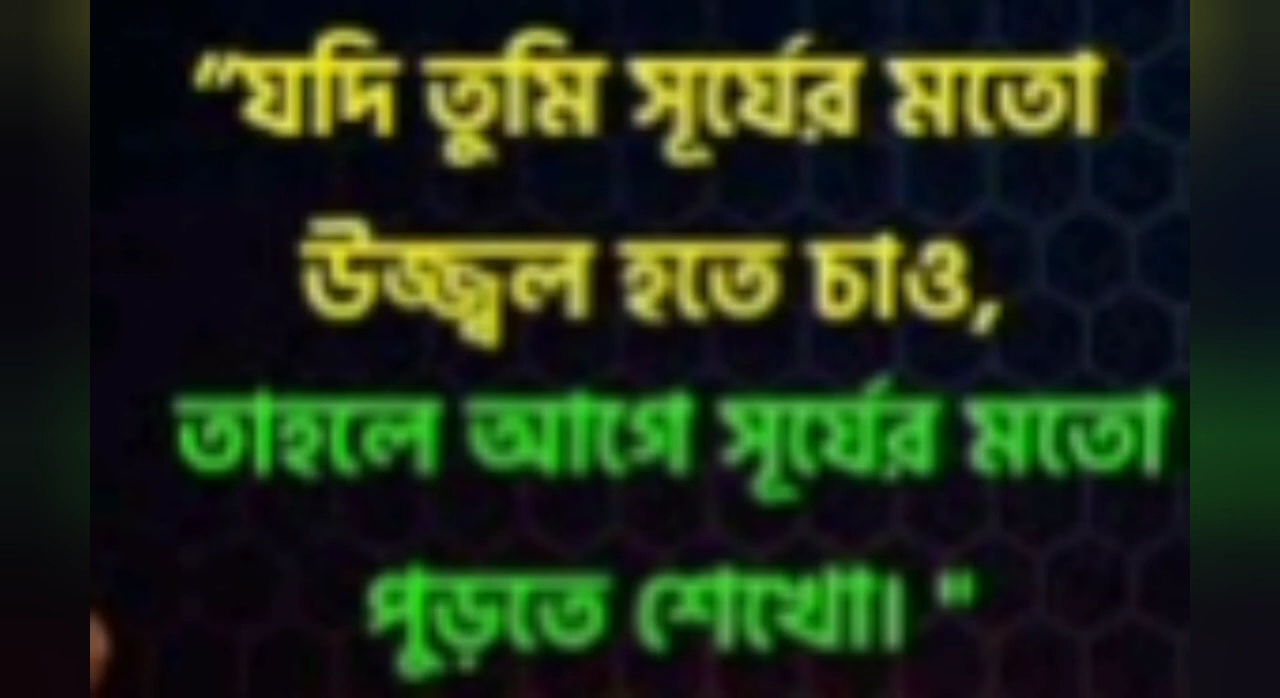 “যদি তুমি সূর্যের মতো
উজ্জ্বল হতে চাও,
তাহলে আগে সূর্যের মতো
পুড়তে শেখো। "